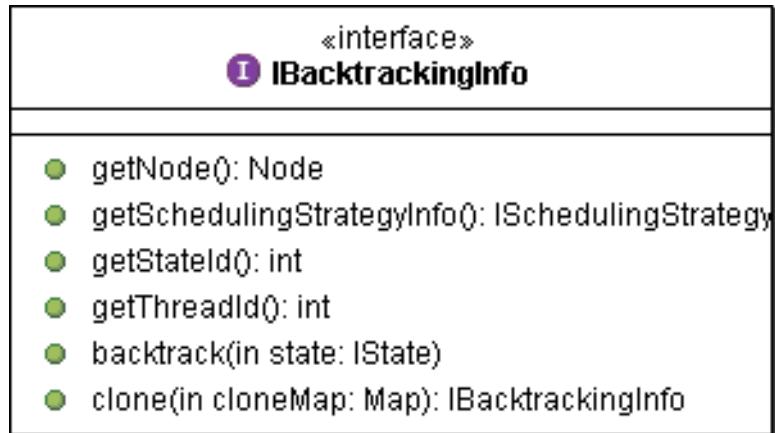 «interface»
I IBacktrackingInfo
getNode(): Node
getSchedulingStrategyInfo(): ISchedulingStrategy
getStateId(): int
getThreadId(): int
backtrack(in state: IState)
clone(in cloneMap: Map): IBacktrackingInfo